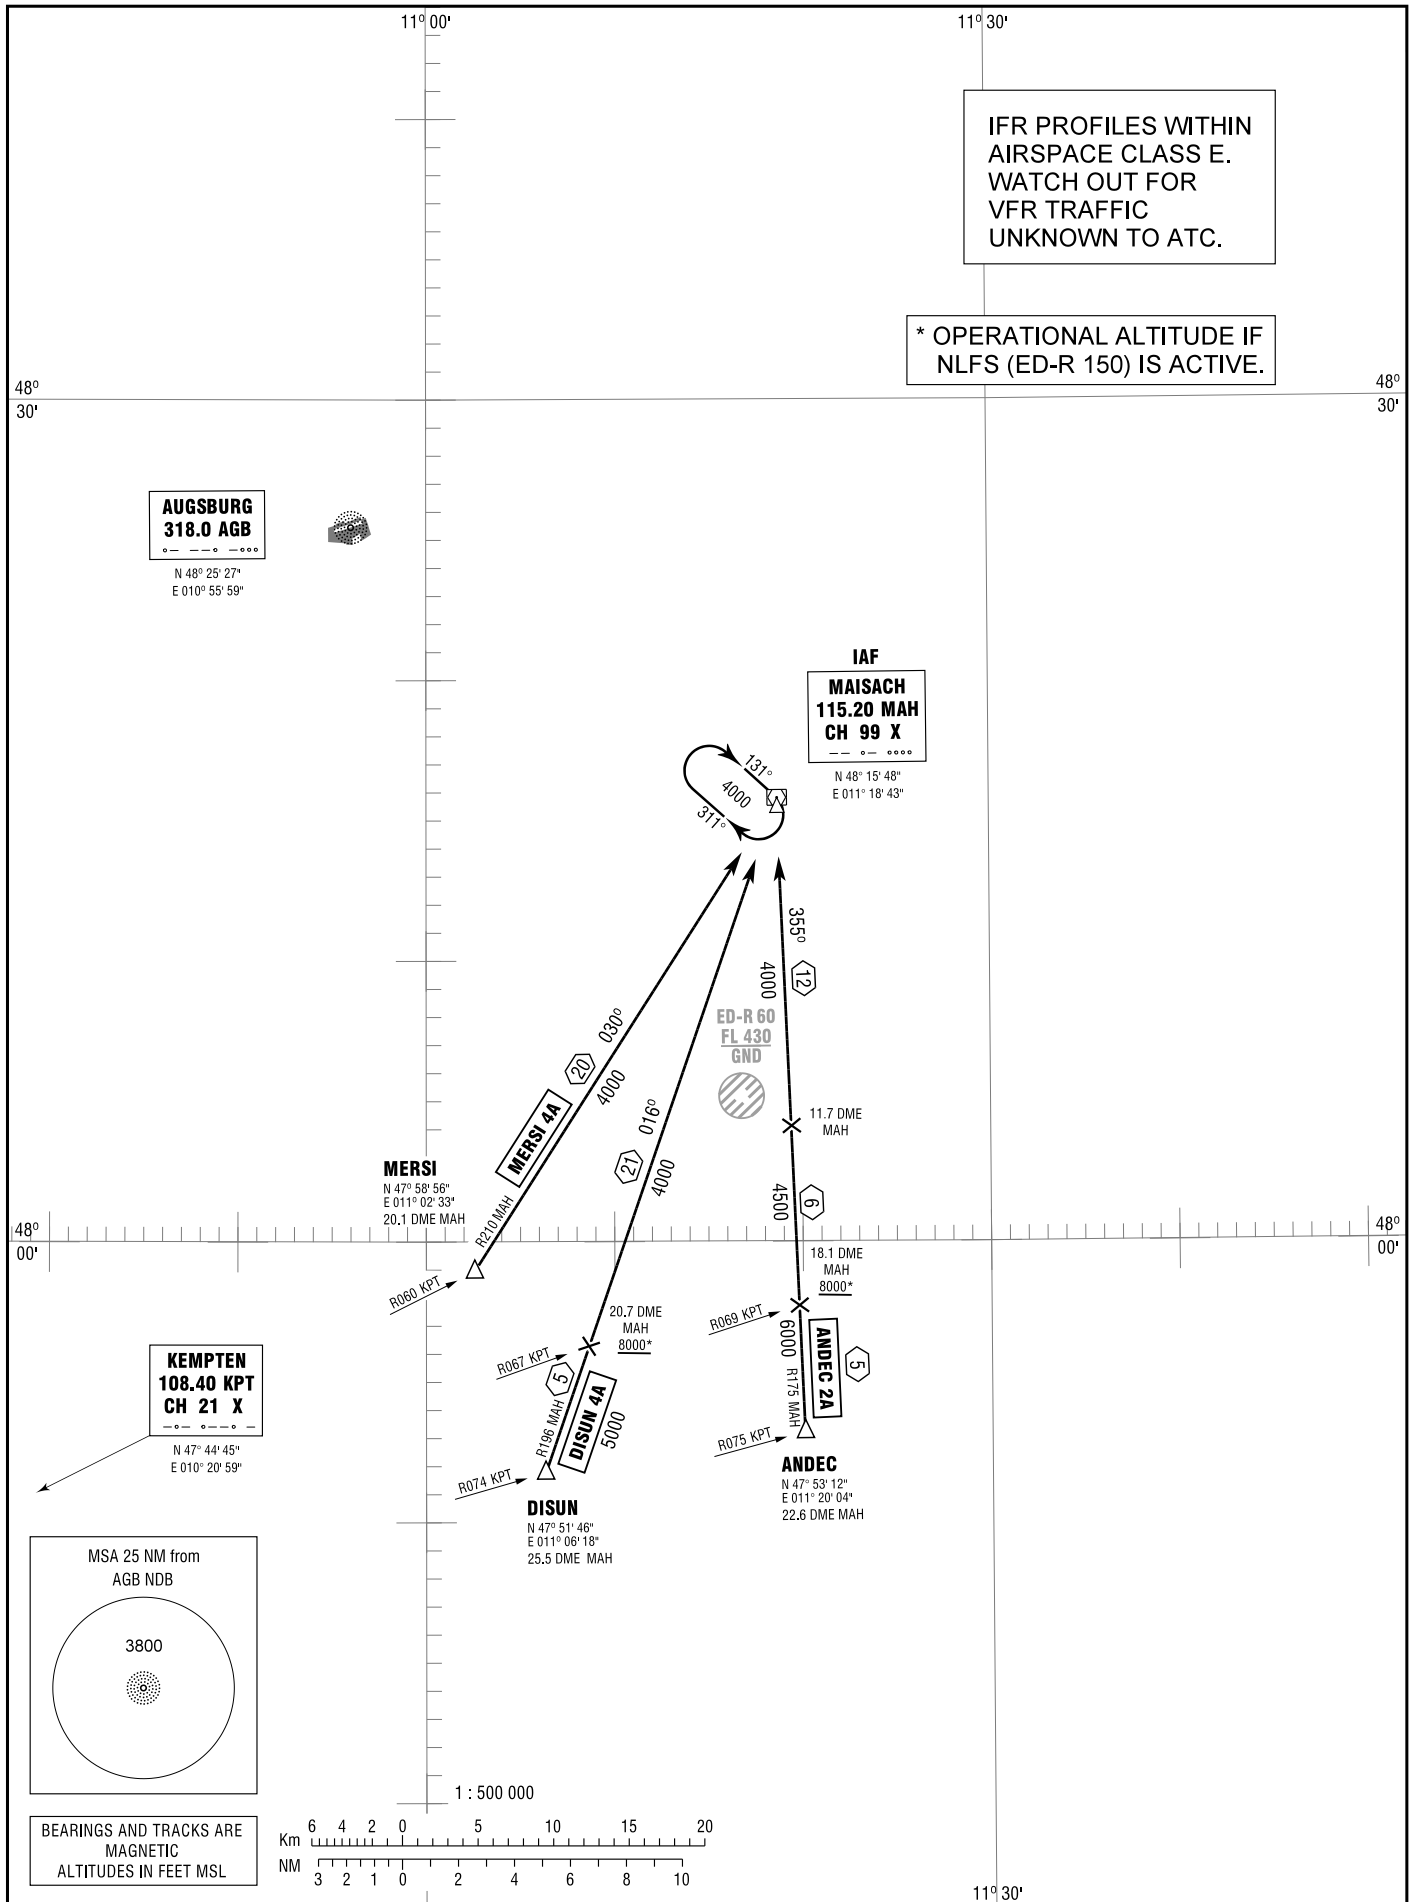 11° 00'
11° 30'
IFR PROFILES WITHIN
AIRSPACE CLASS E.
WATCH OUT FOR
VFR TRAFFIC
UNKNOWN TO ATC.
* OPERATIONAL ALTITUDE IF
NLFS (ED-R 150) IS ACTIVE.
48°
30'
48°
30'
AUGSBURG
318.0 AGB
N 48° 25' 27"
E 010° 55' 59"
IAF
MAISACH
115.20 MAH
CH 99 X
N 48° 15' 48"
E 011° 18' 43"
131°
4000
311°
355°
12
4000
ED-R 60
FL 430
GND
030°
20
4000
MERSI 4A
016°
21
4000
11.7 DME
MAH
MERSI
N 47° 58' 56"
E 011° 02' 33"
20.1 DME MAH
R210 MAH
6
4500
48°
00'
48°
00'
R060 KPT
18.1 DME
MAH
8000*
R069 KPT
20.7 DME
MAH
8000*
R067 KPT
6000
R175 MAH
ANDEC 2A
5
KEMPTEN
108.40 KPT
CH 21 X
N 47° 44' 45"
E 010° 20' 59"
5
R196 MAH
DISUN 4A
5000
R075 KPT
ANDEC
N 47° 53' 12"
E 011° 20' 04"
22.6 DME MAH
R074 KPT
DISUN
N 47° 51' 46"
E 011° 06' 18"
25.5 DME MAH
MSA 25 NM from
AGB NDB
3800
1 : 500 000
BEARINGS AND TRACKS ARE
MAGNETIC
ALTITUDES IN FEET MSL
Km 6 4 2 0 5 10 15 20
NM 3 2 1 0 2 4 6 8 10
11° 30'